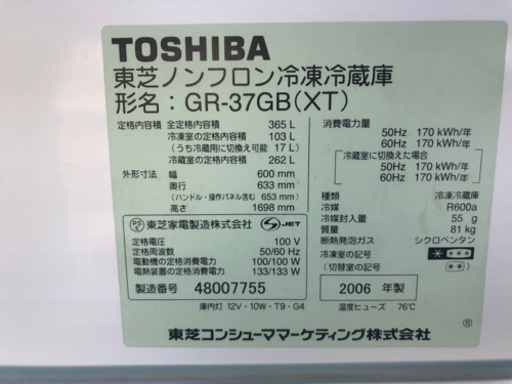 TOSHIBA
東芝ノンフロン冷凍冷蔵庫
形名：GR-37GB(XT)
定格内容積 全定格内容積 365 L
冷凍室の定格内容積 103 L
(うち冷蔵用に切換え可能 17 L)
冷蔵室の定格内容積 262 L
外形寸法： 幅 600 mm
奥行 633 mm
(ハンドル・操作パネル含む 653 mm)
高さ 1698 mm
PSE 東芝家電製造株式会社 S-JET
定格電圧 100 V
定格周波数 50/60 Hz
電動機の定格消費電力 100/100 W
電熱装置の定格消費電力 133/133 W
製造番号 48007755
庫内灯 12V・10W・T9・G4
消費電力量 50Hz 170 kWh/年
60Hz 170 kWh/年
(冷蔵室に切換えた場合
50Hz 170 kWh/年
60Hz 170 kWh/年)
種類 冷凍冷蔵庫
冷媒 R600a
冷媒封入量 55 g
質量 81 kg
断熱発泡ガス シクロペンタン
(冷凍室の記号)
(切替室の記号)
2006 年製
温度ヒューズ 76℃
東芝コンシューママーケティング株式会社